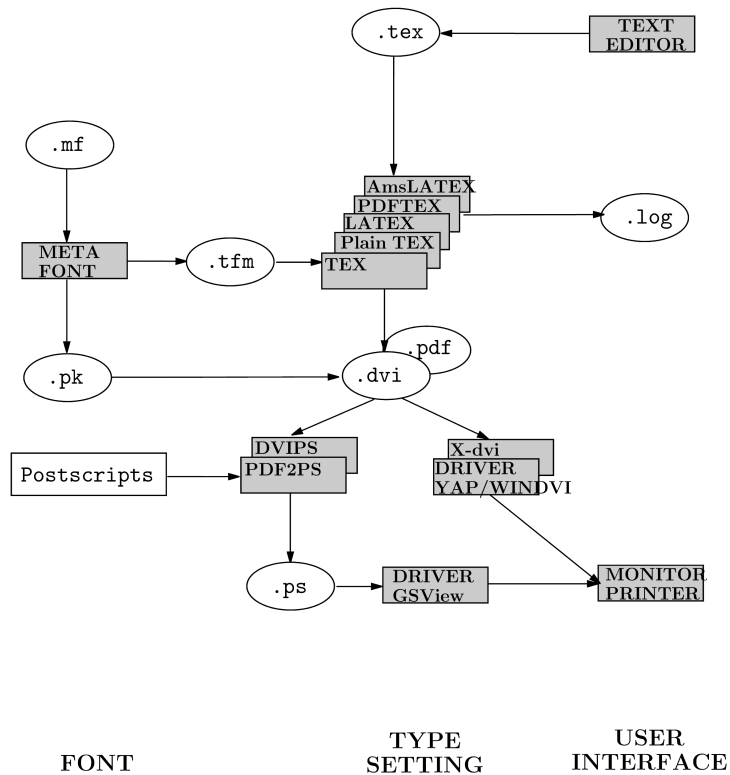 .tex
TEXT
EDITOR
.mf
AmsLATEX
PDFTEX
LATEX
Plain TEX
TEX
.log
META
FONT
.tfm
.pdf
.dvi
.pk
DVIPS
PDF2PS
X-dvi
DRIVER
YAP/WINDVI
Postscripts
.ps
DRIVER
GSView
MONITOR
PRINTER
FONT
TYPE
SETTING
USER
INTERFACE